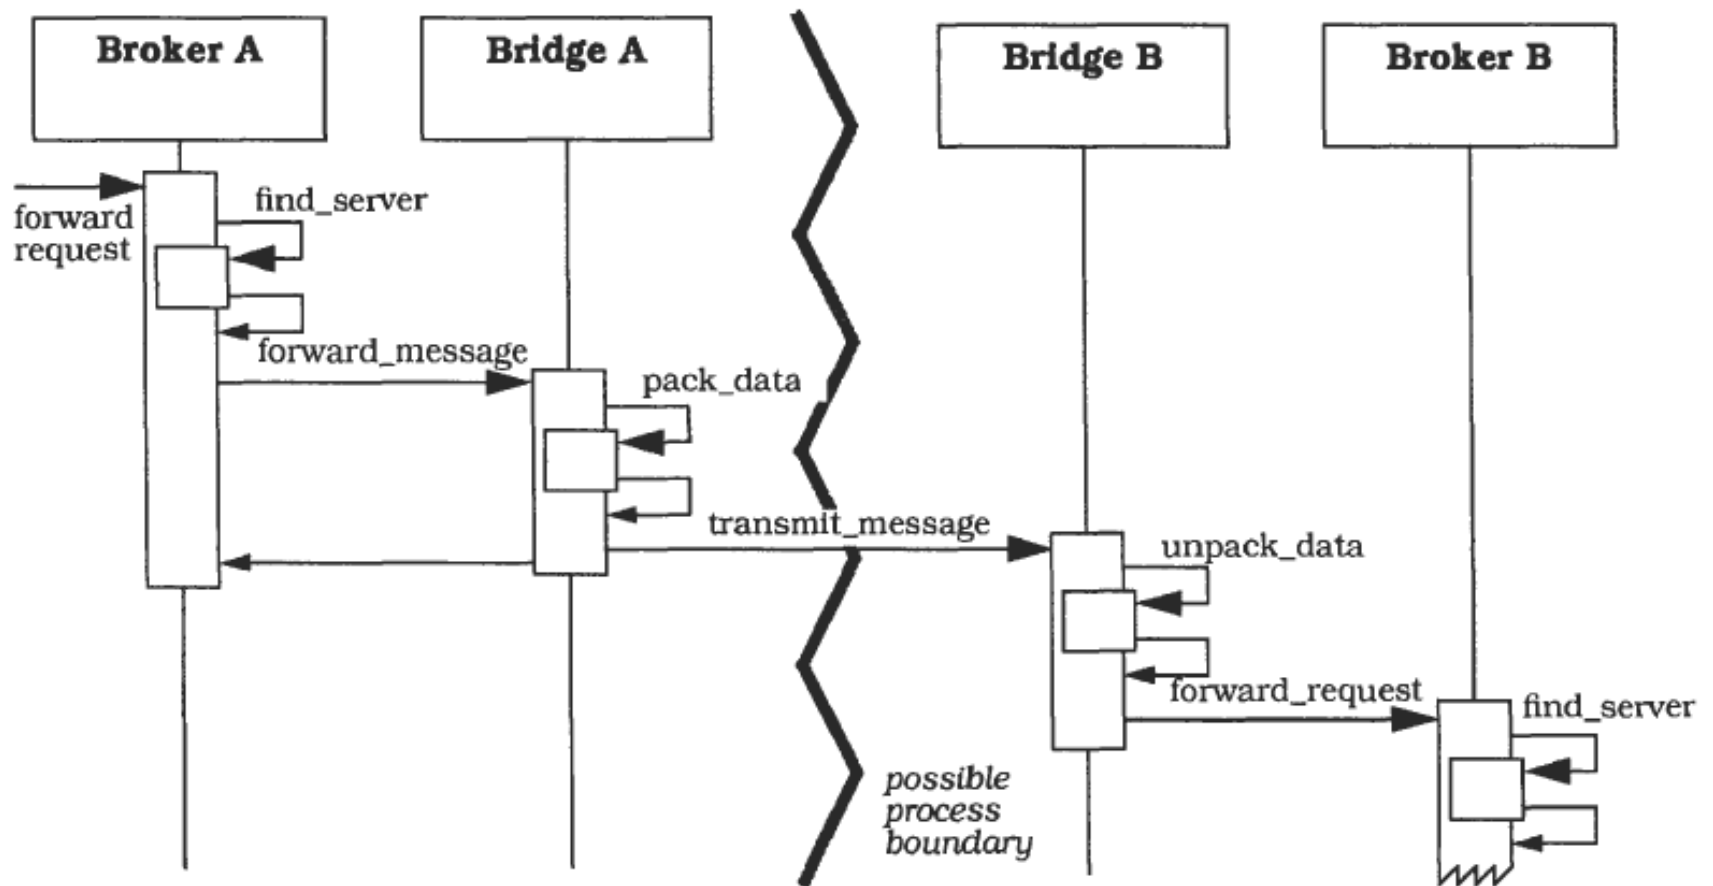 Broker A
Bridge A
Bridge B
Broker B
forward
request
find_server
forward_message
pack_data
transmit_message
unpack_data
forward_request
find_server
possible
process
boundary